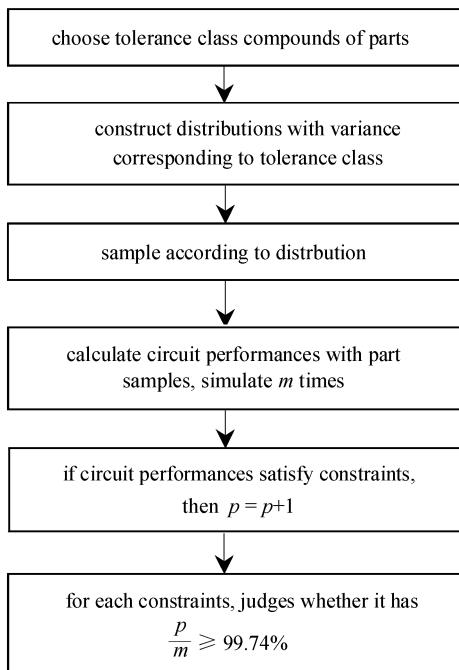 choose tolerance class compounds of parts
construct distributions with variance
corresponding to tolerance class
sample according to distrbution
calculate circuit performances with part
samples, simulate m times
if circuit performances satisfy constraints,
then p = p+1
for each constraints, judges whether it has
p/m ⩾ 99.74%